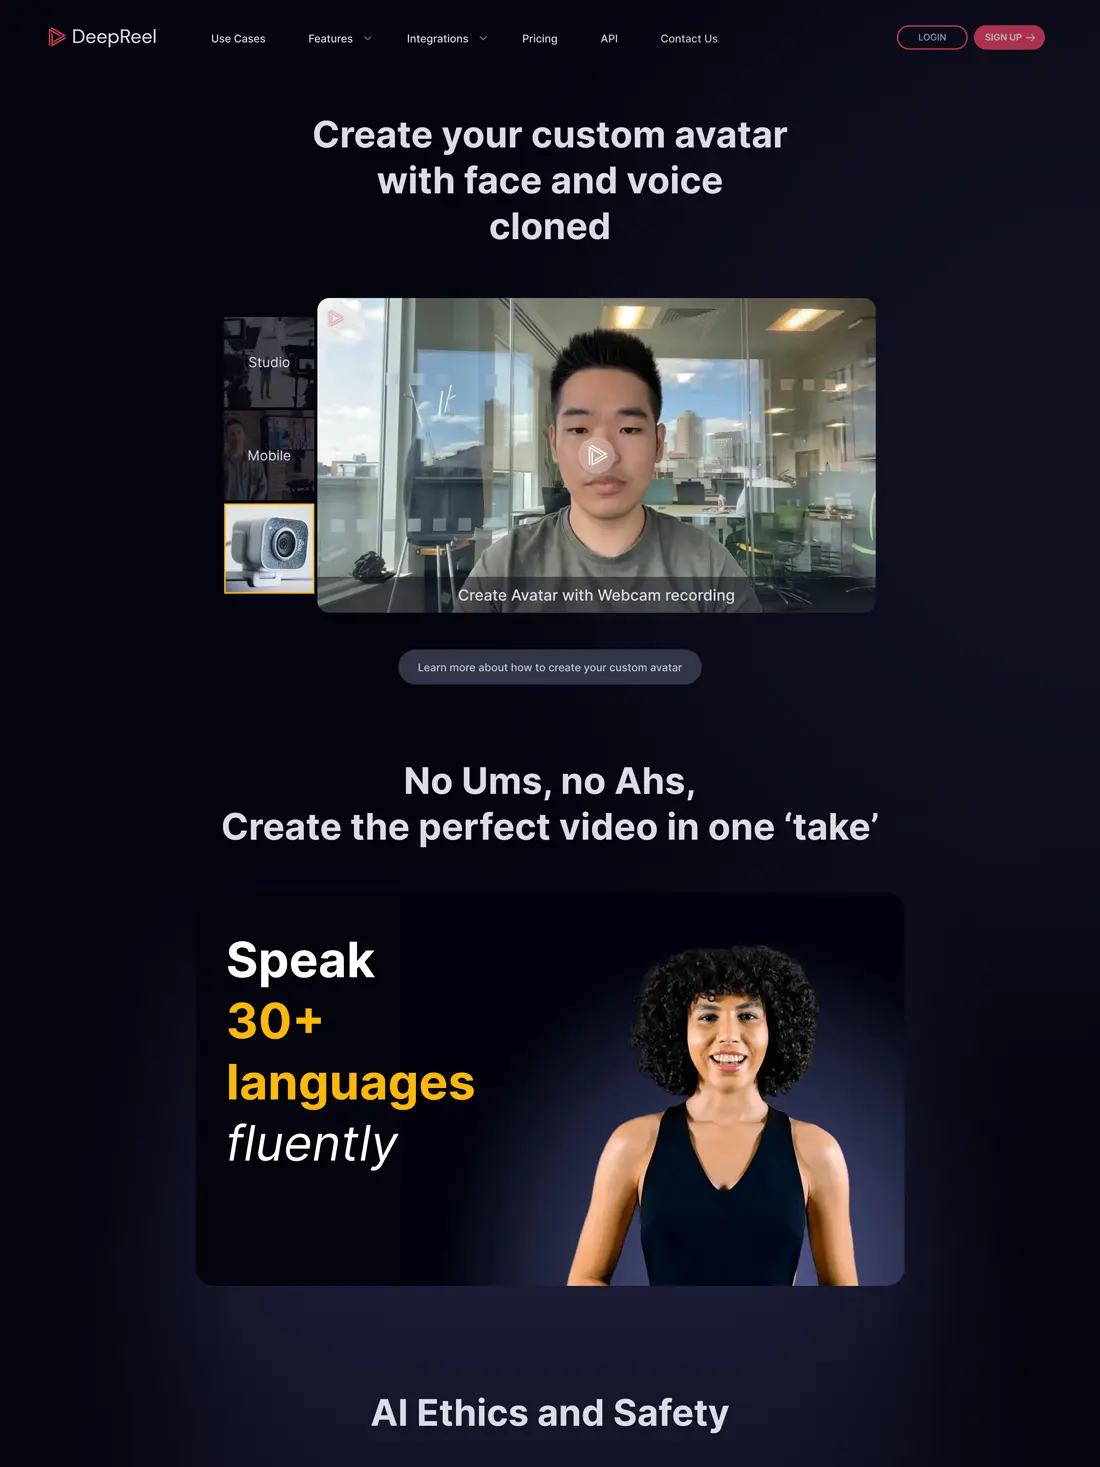 DeepReel
Use Cases
Features
Integrations
Pricing
API
Contact Us
LOGIN
SIGN UP
Create your custom avatar
with face and voice
cloned
Studio
Mobile
Create Avatar with Webcam recording
Learn more about how to create your custom avatar
No Ums, no Ahs,
Create the perfect video in one ‘take’
Speak
30+
languages
fluently
AI Ethics and Safety